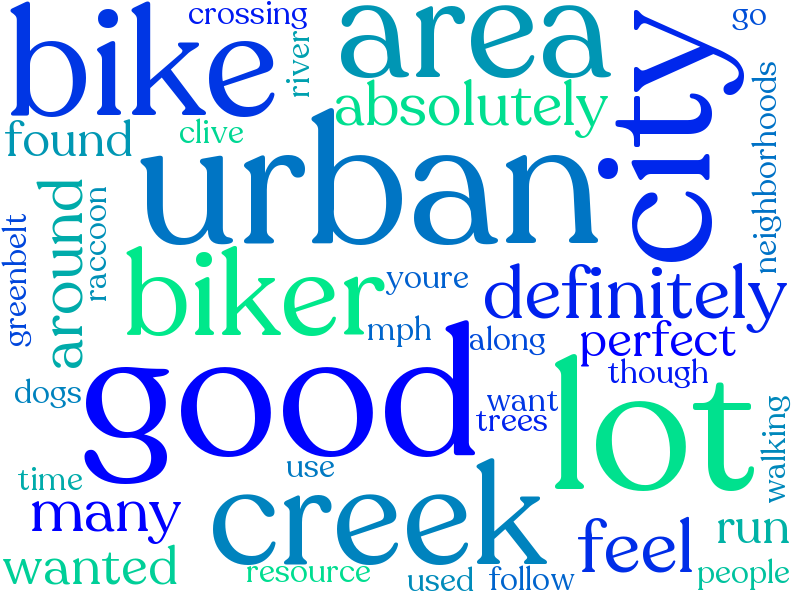 bike
crossing
river
area
city
go
absolutely
found
clive
urban
neighborhoods
greenbelt
around
raccoon
biker
youre
definitely
mph
along
perfect
though
dogs
good
want
trees
lot
walking
time
use
many
creek
feel
run
wanted
resource
used
follow
people